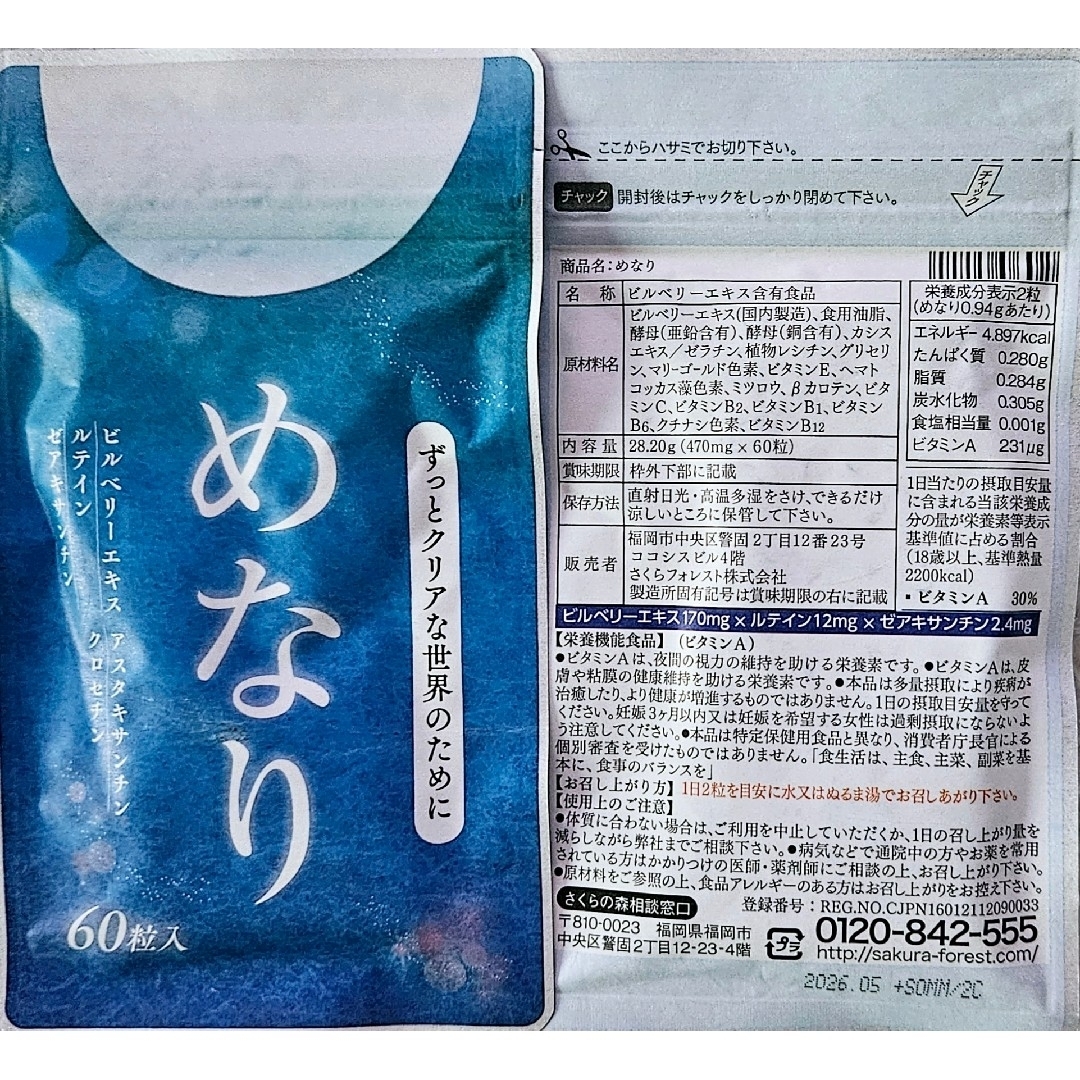 めなり
ずっとクリアな世界のために
ビルベリーエキス アスタキサンチン
ルテイン クロセチン
ゼアキサンチン
60粒入
ここからハサミでお切り下さい。
チャック 開封後はチャックをしっかり閉めて下さい。
チャック
商品名:めなり
名 称 ビルベリーエキス含有食品
原材料名 ビルベリーエキス(国内製造)、食用油脂、
酵母(亜鉛含有)、酵母(銅含有)、カシス
エキス/ゼラチン、植物レシチン、グリセリ
ン、マリーゴールド色素、ビタミンE、ヘマト
コッカス藻色素、ミツロウ、βカロテン、ビタ
ミンC、ビタミンB2、ビタミンB1、ビタミン
B6、クチナシ色素、ビタミンB12
内容量 28.20g(470mg×60粒)
賞味期限 枠外下部に記載
保存方法 直射日光・高温多湿をさけ、できるだけ
涼しいところに保管して下さい。
販売者 福岡市中央区警固2丁目12番23号
ココシスビル4階
さくらフォレスト株式会社
製造所固有記号は賞味期限の右に記載
栄養成分表示2粒
(めなり0.94gあたり)
エネルギー 4.897kcal
たんぱく質 0.280g
脂質 0.284g
炭水化物 0.305g
食塩相当量 0.001g
ビタミンA 231μg
1日当たりの摂取目安量
に含まれる当該栄養成
分の量が栄養素等表示
基準値に占める割合
(18歳以上、基準熱量
2200kcal)
・ビタミンA 30%
ビルベリーエキス170mg×ルテイン12mg×ゼアキサンチン2.4mg
【栄養機能食品】(ビタミンA)
●ビタミンAは、夜間の視力の維持を助ける栄養素です。●ビタミンAは、皮
膚や粘膜の健康維持を助ける栄養素です。●本品は多量摂取により疾病が
治癒したり、より健康が増進するものではありません。1日の摂取目安量を守って
ください。妊娠3ヶ月以内又は妊娠を希望する女性は過剰摂取にならないよ
う注意してください。●本品は特定保健用食品と異なり、消費者庁長官による
個別審査を受けたものではありません。「食生活は、主食、主菜、副菜を基
本に、食事のバランスを」
【お召し上がり方】1日2粒を目安に水又はぬるま湯でお召しあがり下さい。
【使用上のご注意】
●体質に合わない場合は、ご利用を中止していただくか、1日の召し上がり量を
減らしながら弊社までご相談下さい。●病気などで通院中の方やお薬を常用
されている方はかかりつけの医師・薬剤師にご相談の上、お召し上がり下さい。
●原材料をご参照の上、食品アレルギーのある方はお召し上がりをお控え下さい。
さくらの森相談窓口 登録番号:REG.NO.CJPN16012112090033
〒810-0023 福岡県福岡市
中央区警固2丁目12-23-4階
プラ
0120-842-555
http://sakura-forest.com/
2026.05 +SONM/2C